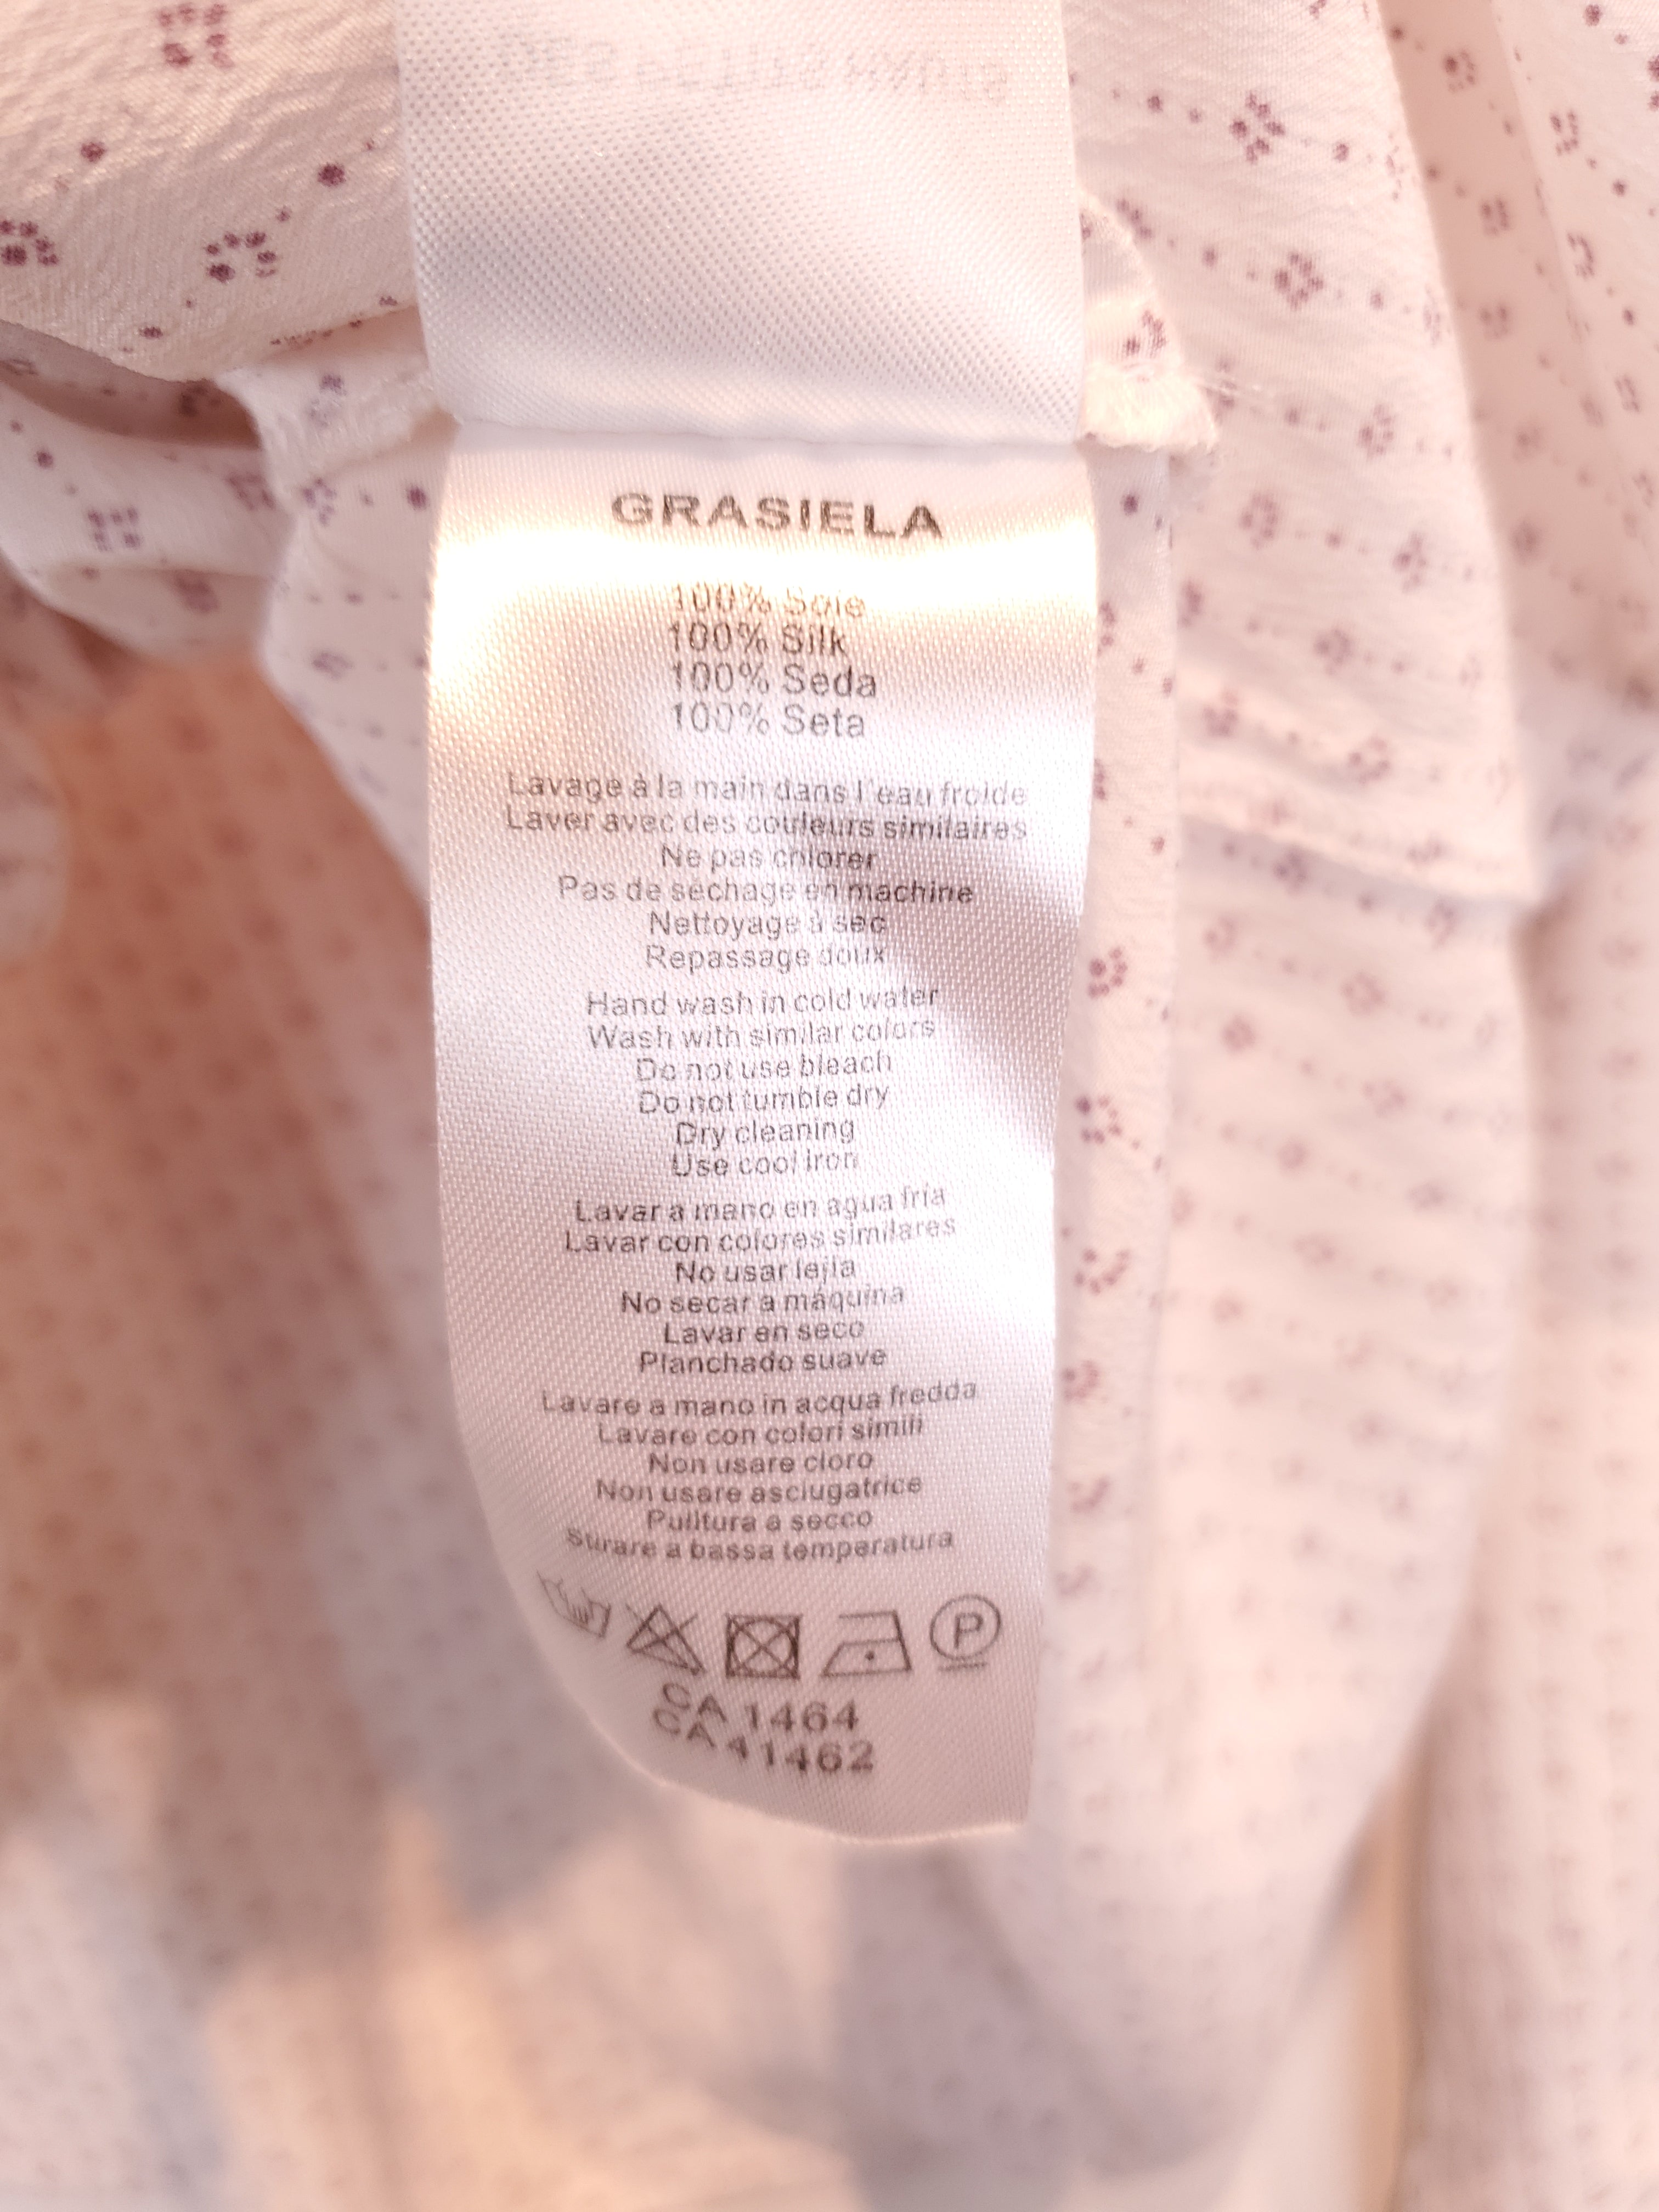 GRASIELA
100% Soie
100% Silk
100% Seda
100% Seta
Lavage à la main dans l'eau froide
Laver avec des couleurs similaires
Ne pas chlorer
Pas de séchage en machine
Nettoyage à sec
Repassage doux
Hand wash in cold water
Wash with similar colors
Do not use bleach
Do not tumble dry
Dry cleaning
Use cool Iron
Lavar a mano en agua fría
Lavar con colores similares
No usar lejía
No secar a máquina
Lavar en seco
Planchado suave
Lavare a mano in acqua fredda
Lavare con colori simili
Non usare cloro
Non usare asciugatrice
Pulitura a secco
Stirare a bassa temperatura
P
CA 1464
CA 41462